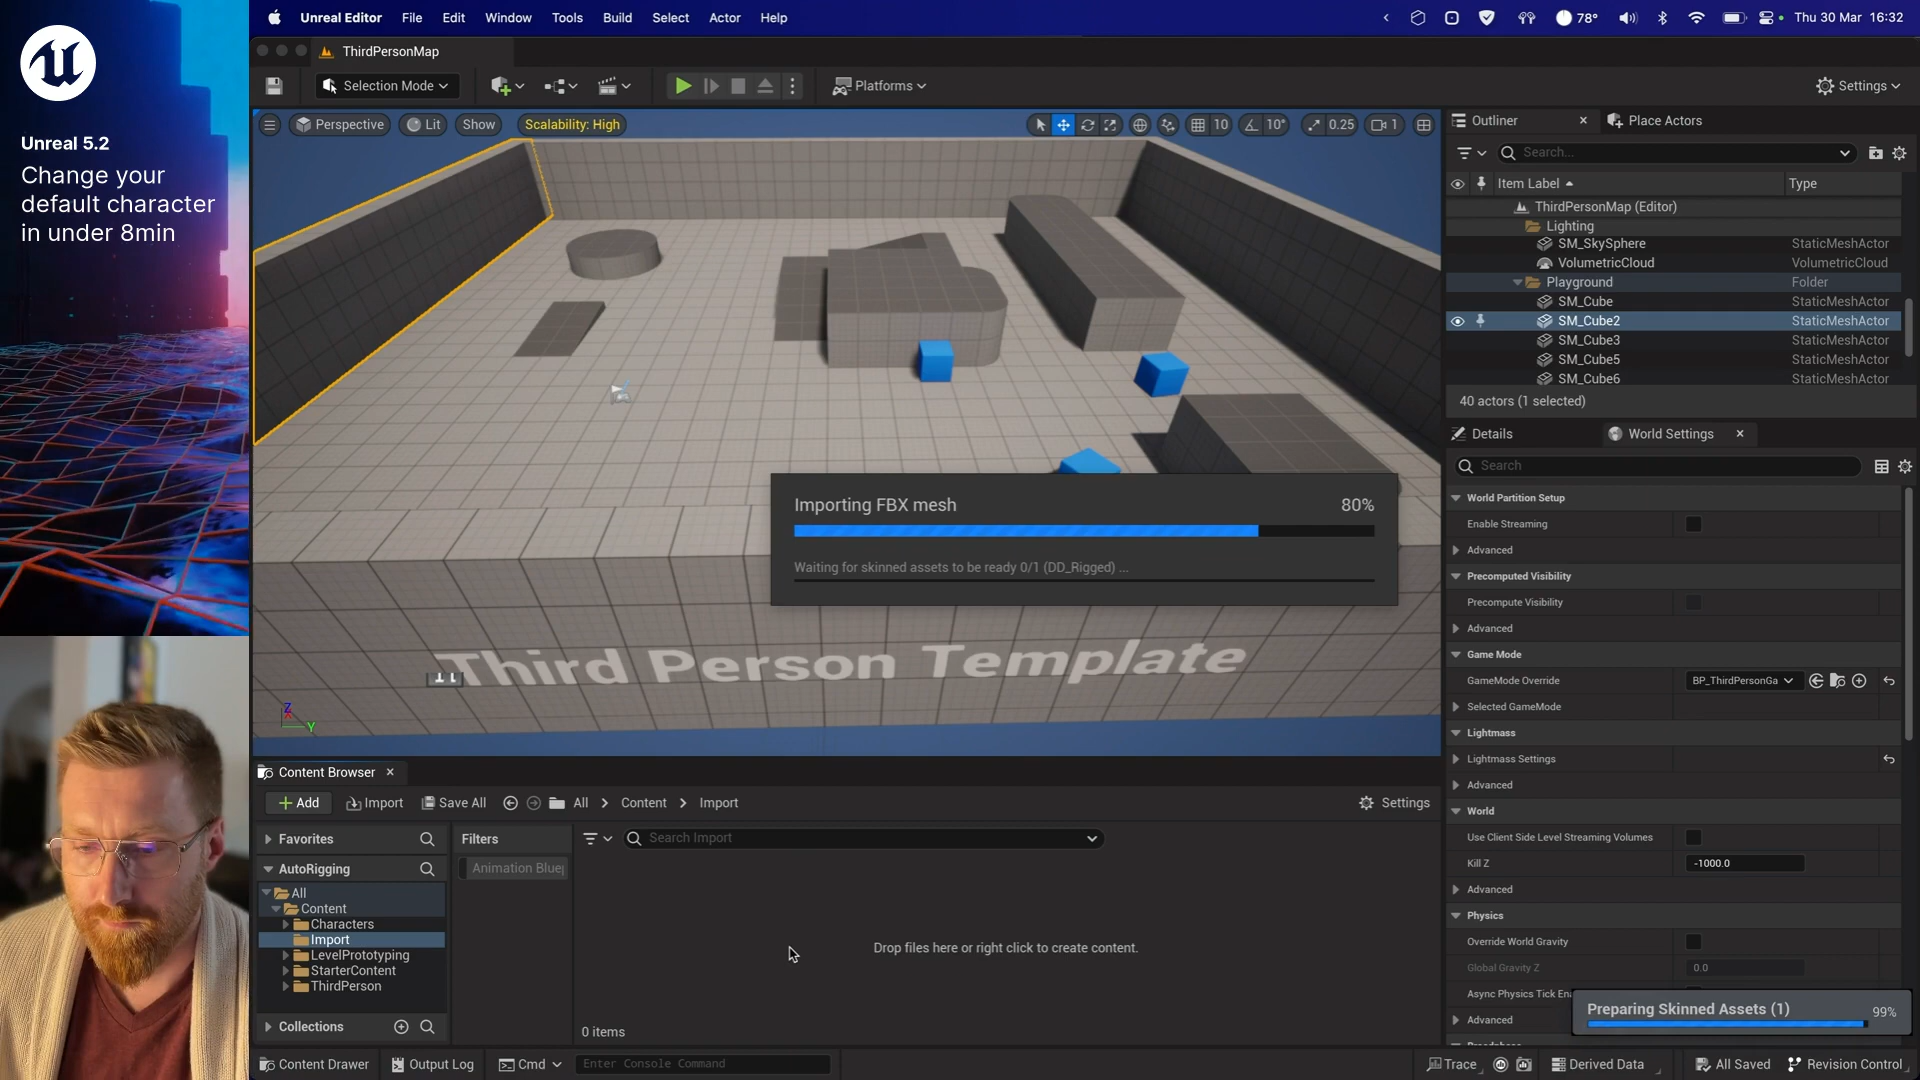 Unreal 5.2
Change your
default character
in under 8min
Unreal Editor File Edit Window Tools Build Select Actor Help
78° Thu 30 Mar 16:32
ThirdPersonMap
Selection Mode
Platforms
Settings
Perspective Lit Show Scalability: High
10 10° 0.25 1
Outliner Place Actors
Search...
Item Label Type
ThirdPersonMap (Editor)
Lighting
SM_SkySphere StaticMeshActor
VolumetricCloud VolumetricCloud
Playground Folder
SM_Cube StaticMeshActor
SM_Cube2 StaticMeshActor
SM_Cube3 StaticMeshActor
SM_Cube5 StaticMeshActor
SM_Cube6 StaticMeshActor
40 actors (1 selected)
Details World Settings
Search
World Partition Setup
Enable Streaming
Advanced
Precomputed Visibility
Precompute Visibility
Advanced
Game Mode
GameMode Override BP_ThirdPersonGa
Selected GameMode
Lightmass
Lightmass Settings
Advanced
World
Use Client Side Level Streaming Volumes
Kill Z -1000.0
Advanced
Physics
Override World Gravity
Global Gravity Z 0.0
Async Physics Tick En
Advanced
Importing FBX mesh 80%
Waiting for skinned assets to be ready 0/1 (DD_Rigged) ...
Third Person Template
Z
Y
Content Browser
Add Import Save All All > Content > Import
Settings
Favorites
AutoRigging
All
Content
Characters
Import
LevelPrototyping
StarterContent
ThirdPerson
Collections
Filters
Animation Bluep
Search Import
Drop files here or right click to create content.
0 items
Preparing Skinned Assets (1) 99%
Content Drawer Output Log Cmd Enter Console Command
Trace Derived Data All Saved Revision Control